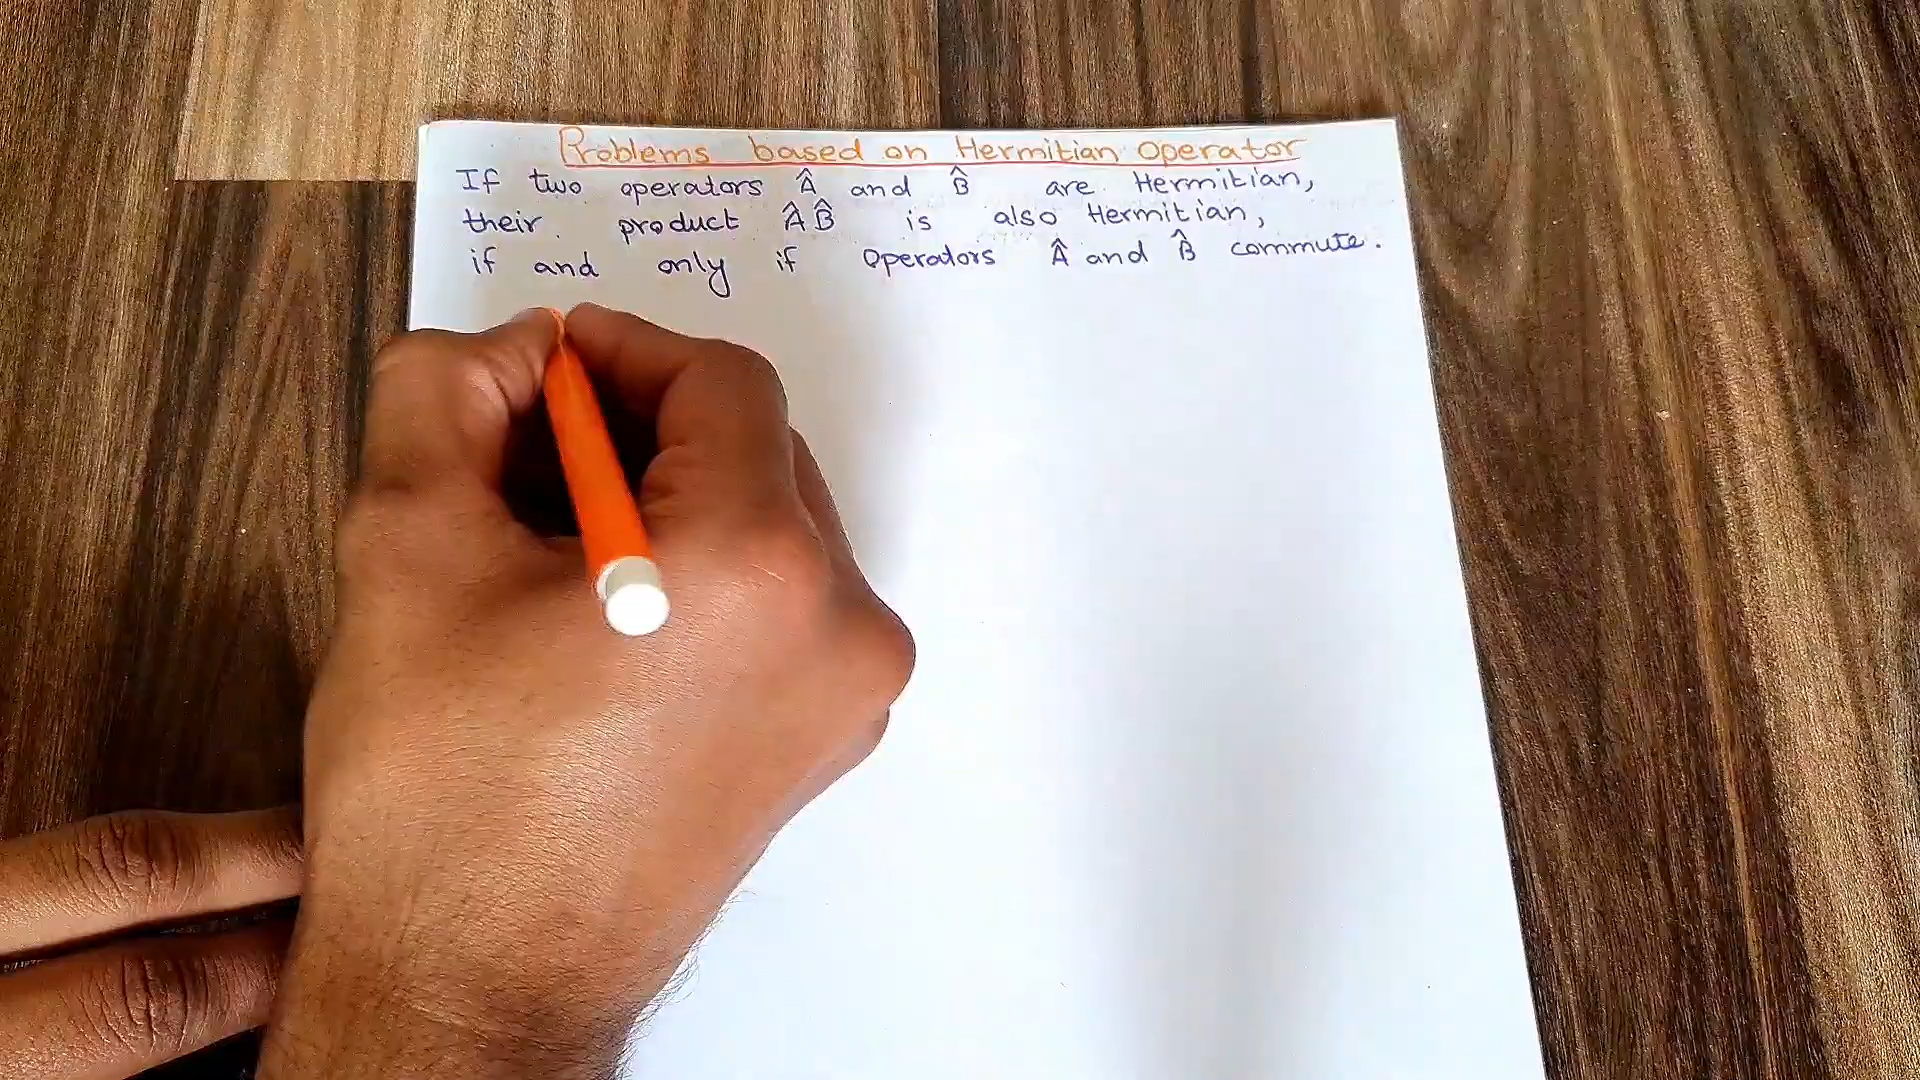 Problems based on Hermitian Operator
If two operators Â and B̂ are Hermitian,
their product ÂB̂ is also Hermitian,
if and only if Operators Â and B̂ commute.